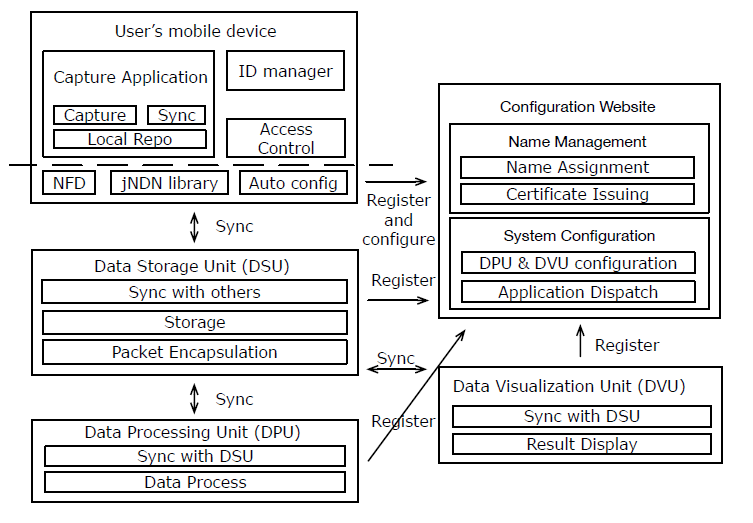 User's mobile device
Capture Application
ID manager
Capture
Sync
Local Repo
Access
Control
NFD
jNDN library
Auto config
Configuration Website
Name Management
Name Assignment
Certificate Issuing
System Configuration
DPU & DVU configuration
Application Dispatch
Register
and
configure
Sync
Data Storage Unit (DSU)
Sync with others
Storage
Packet Encapsulation
Register
Sync
Register
Sync
Data Processing Unit (DPU)
Sync with DSU
Data Process
Register
Data Visualization Unit (DVU)
Sync with DSU
Result Display